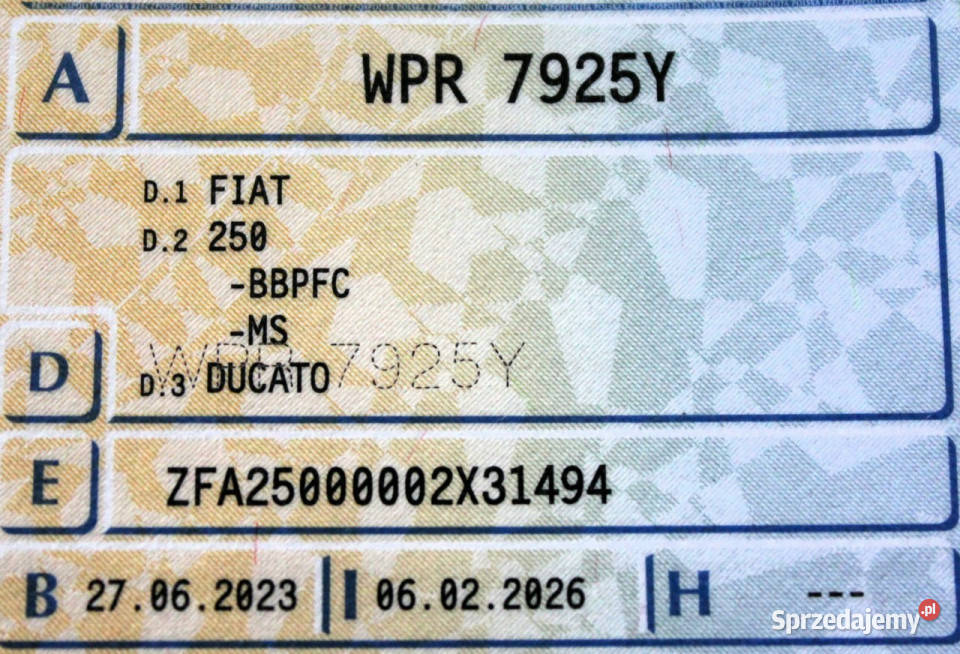 A WPR 7925Y
D.1 FIAT
D.2 250
-BBPFC
-MS
WPR 7925Y
D D.3 DUCATO
E ZFA25000002X31494
B 27.06.2023 I 06.02.2026 H ---
Sprzedajemy.pl